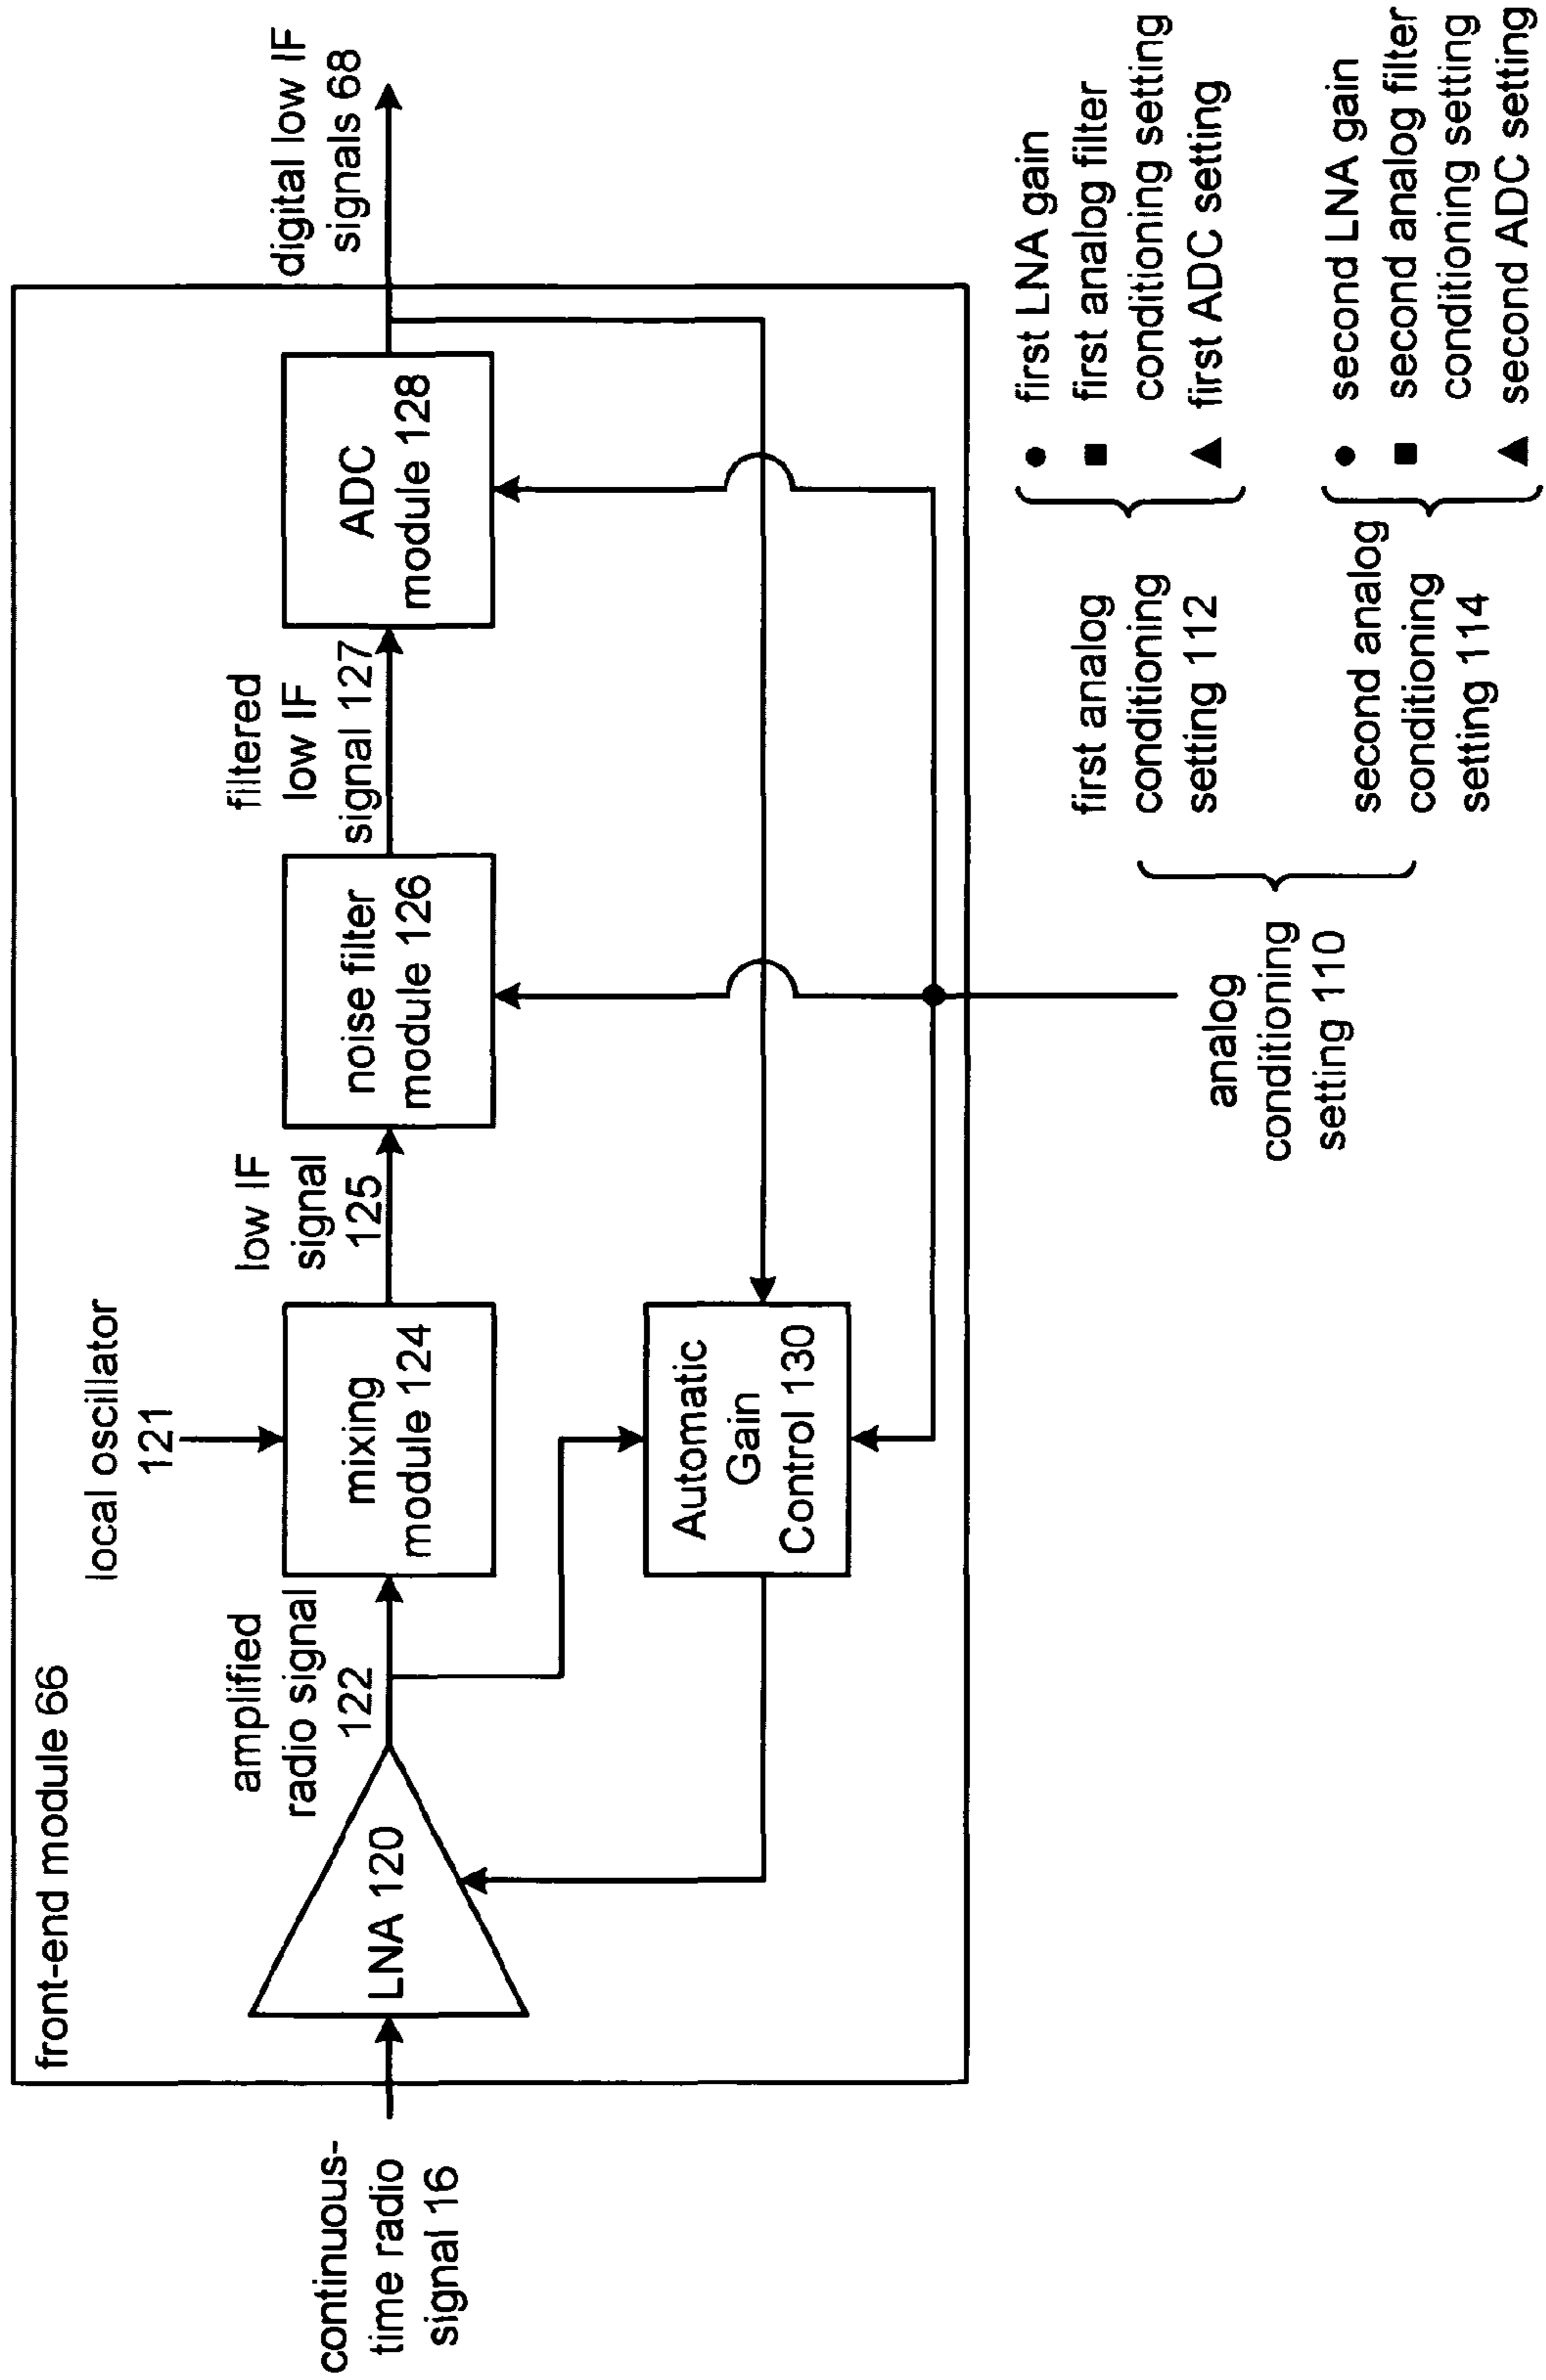 front-end module 66
local oscillator
121
continuous-
time radio
signal 16
LNA 120
amplified
radio signal
122
mixing
module 124
low IF
signal
125
noise filter
module 126
filtered
low IF
signal 127
ADC
module 128
digital low IF
signals 68
Automatic
Gain
Control 130
analog
conditioning
setting 110
first analog
conditioning
setting 112
● first LNA gain
■ first analog filter
conditioning setting
▲ first ADC setting
second analog
conditioning
setting 114
● second LNA gain
■ second analog filter
conditioning setting
▲ second ADC setting